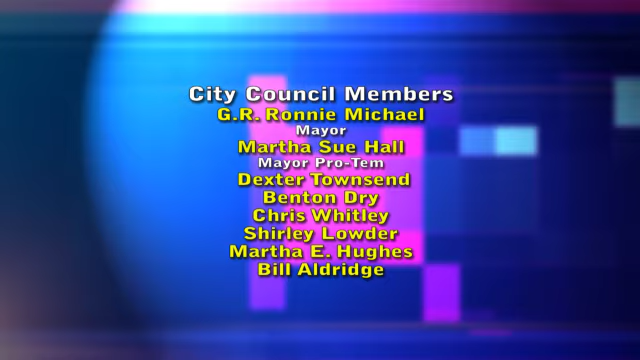 City Council Members
G.R. Ronnie Michael
Mayor
Martha Sue Hall
Mayor Pro-Tem
Dexter Townsend
Benton Dry
Chris Whitley
Shirley Lowder
Martha E. Hughes
Bill Aldridge